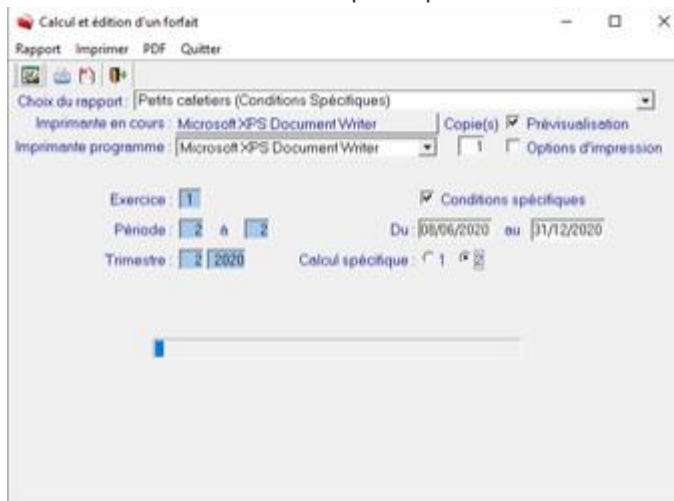 Calcul et édition d'un forfait
Rapport Imprimer PDF Quitter
Choix du rapport : Petits cafetiers (Conditions Spécifiques)
Imprimante en cours : Microsoft XPS Document Writer Copie(s) Prévisualisation
Imprimante programme : Microsoft XPS Document Writer 1 Options d'impression
Exercice : 1 Conditions spécifiques
Période : 2 à 2 Du : 08/06/2020 au 31/12/2020
Trimestre : 2 2020 Calcul spécifique : 1 2